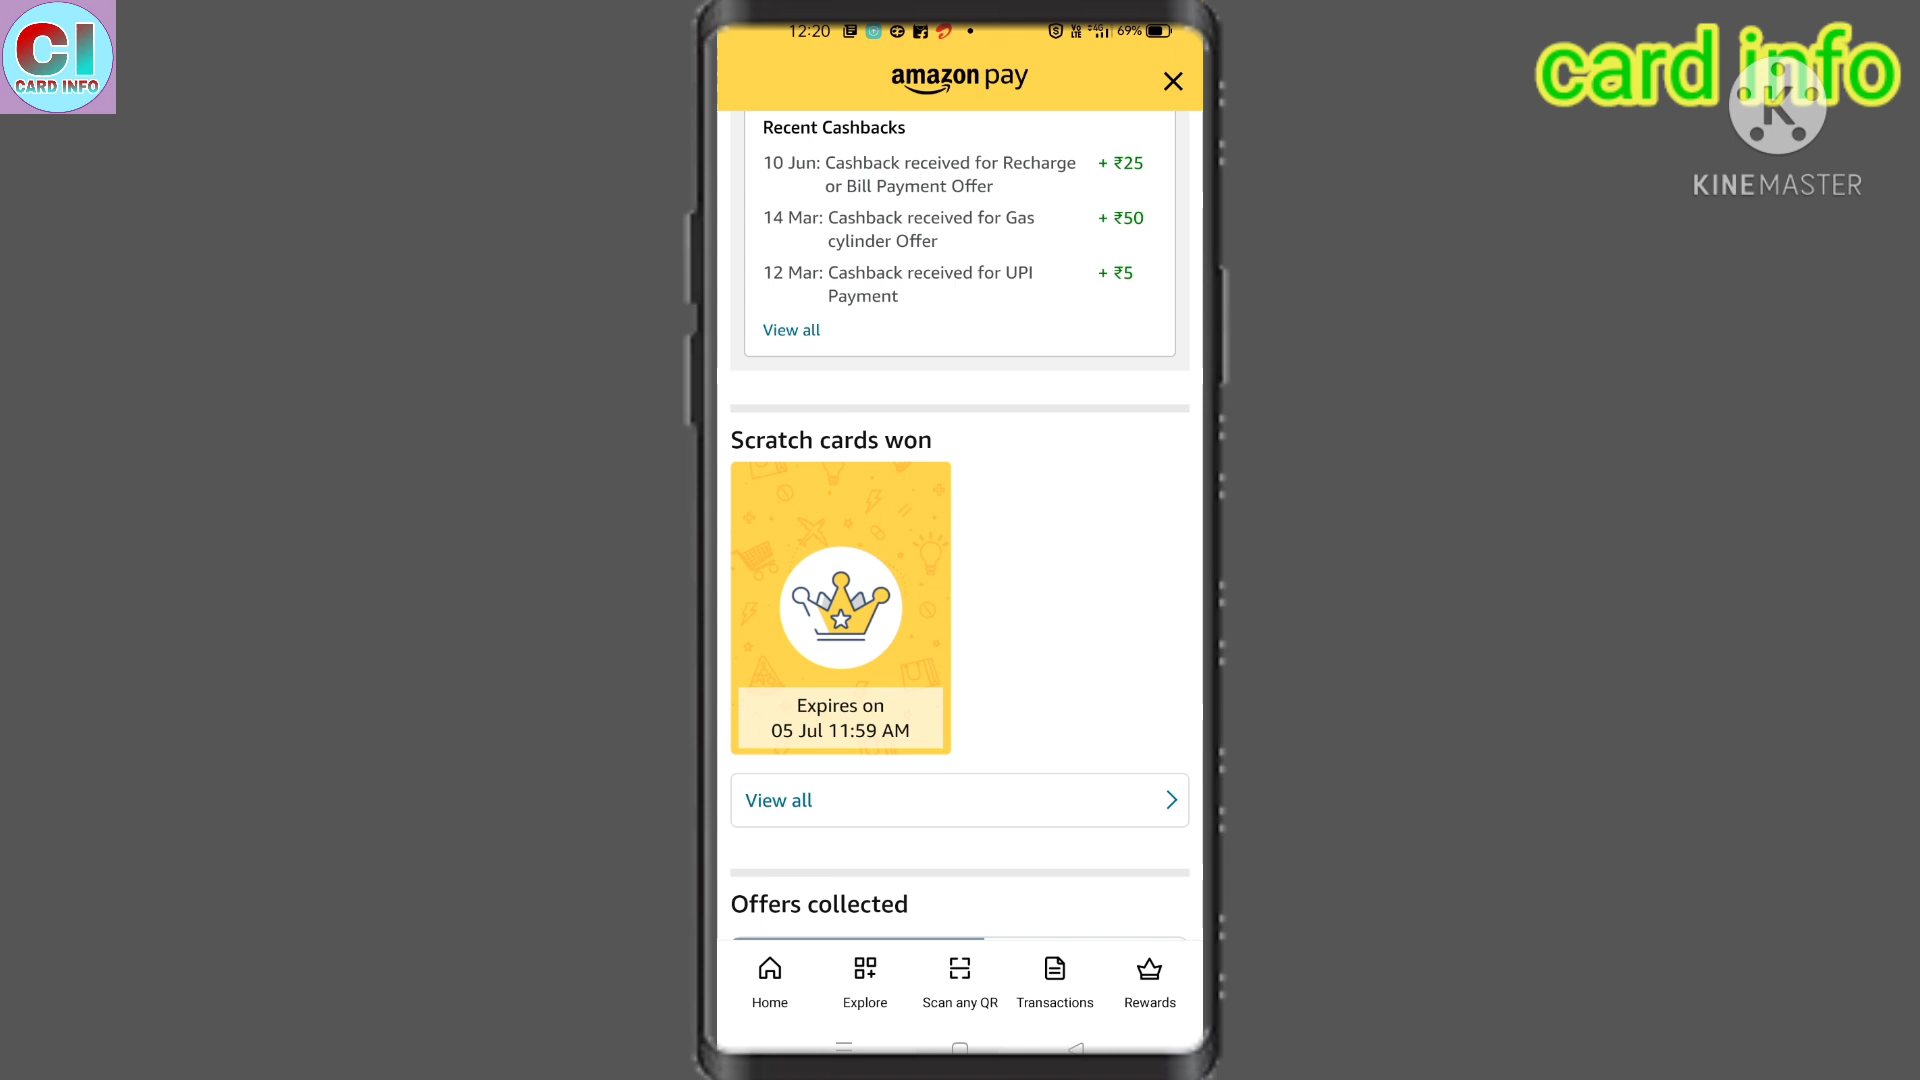 CI
CARD INFO
card info
K
KINEMASTER
12:20
69%
amazon pay
Recent Cashbacks
10 Jun: Cashback received for Recharge + ₹25
or Bill Payment Offer
14 Mar: Cashback received for Gas + ₹50
cylinder Offer
12 Mar: Cashback received for UPI + ₹5
Payment
View all
Scratch cards won
Expires on
05 Jul 11:59 AM
View all
Offers collected
Home
Explore
Scan any QR
Transactions
Rewards